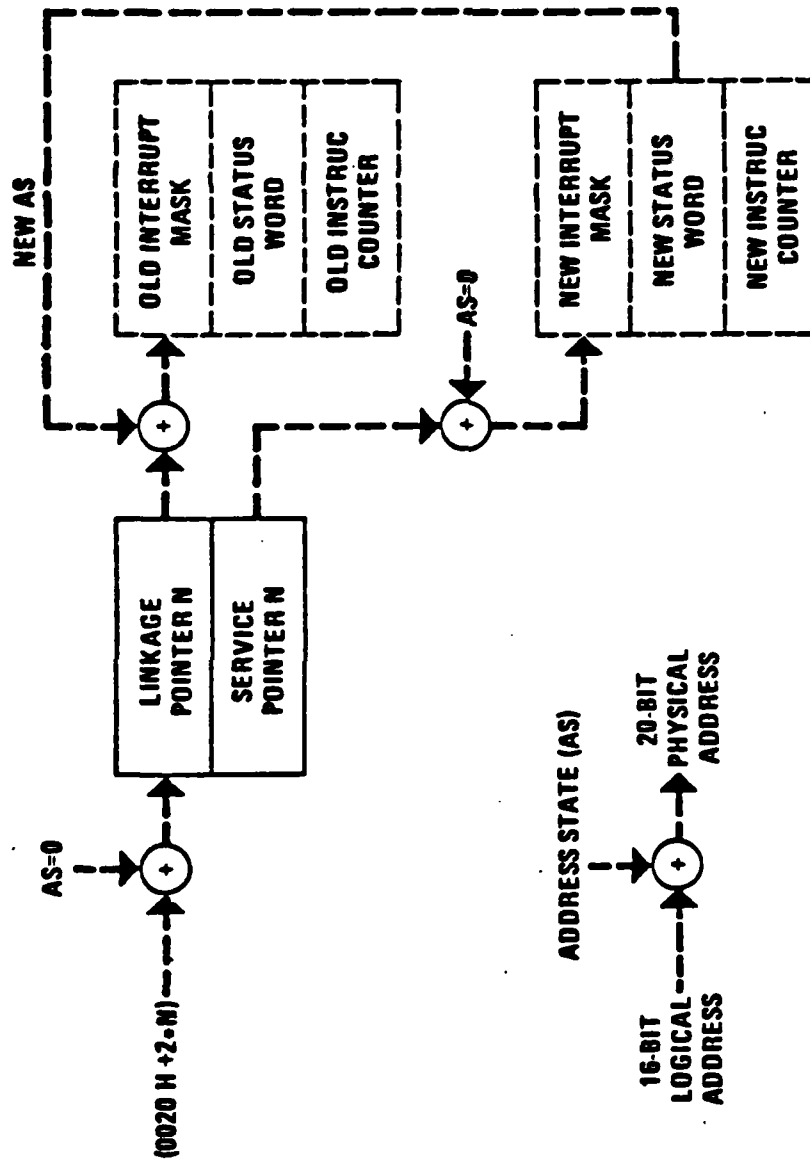 NEW AS
OLD INTERRUPT
MASK
OLD STATUS
WORD
OLD INSTRUC
COUNTER
AS=0
LINKAGE
POINTER N
SERVICE
POINTER N
(0020 H +2*N)
AS=0
NEW INTERRUPT
MASK
NEW STATUS
WORD
NEW INSTRUC
COUNTER
ADDRESS STATE (AS)
16-BIT
LOGICAL
ADDRESS
20-BIT
PHYSICAL
ADDRESS
+
+
+
+